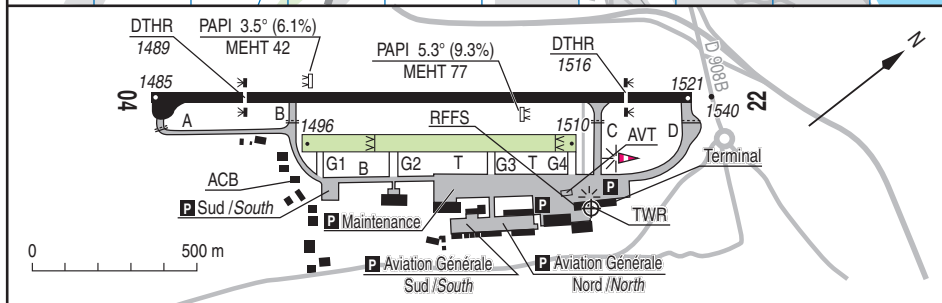 DTHR
1489
PAPI 3.5° (6.1%)
MEHT 42
PAPI 5.3° (9.3%)
MEHT 77
DTHR
1516
D 908B
N
1485
1521
04
22
1540
A
B
1496
RFFS
1510
C
D
AVT
Terminal
G1
B
G2
T
G3
T
G4
ACB
P
P Sud /South
P Maintenance
P
TWR
0
500 m
P Aviation Générale
Sud /South
P Aviation Générale
Nord /North